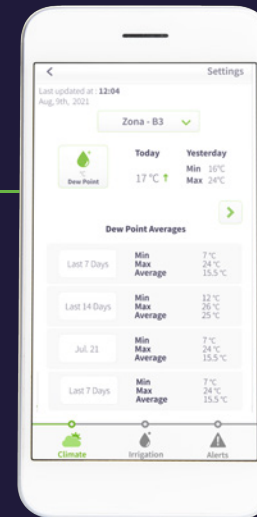 Settings
Last updated at : 12:04
Aug, 9th, 2021
Zona - B3
Today Yesterday
°C
Dew Point
17 °C ↑
Min 16°C
Max 24°C
Dew Point Averages
Last 7 Days
Min 7 °C
Max 24 °C
Average 15.5 °C
Last 14 Days
Min 12 °C
Max 26 °C
Average 25 °C
Jul. 21
Min 7 °C
Max 24 °C
Average 15.5 °C
Last 7 Days
Min 7 °C
Max 24 °C
Average 15.5 °C
Climate Irrigation Alerts